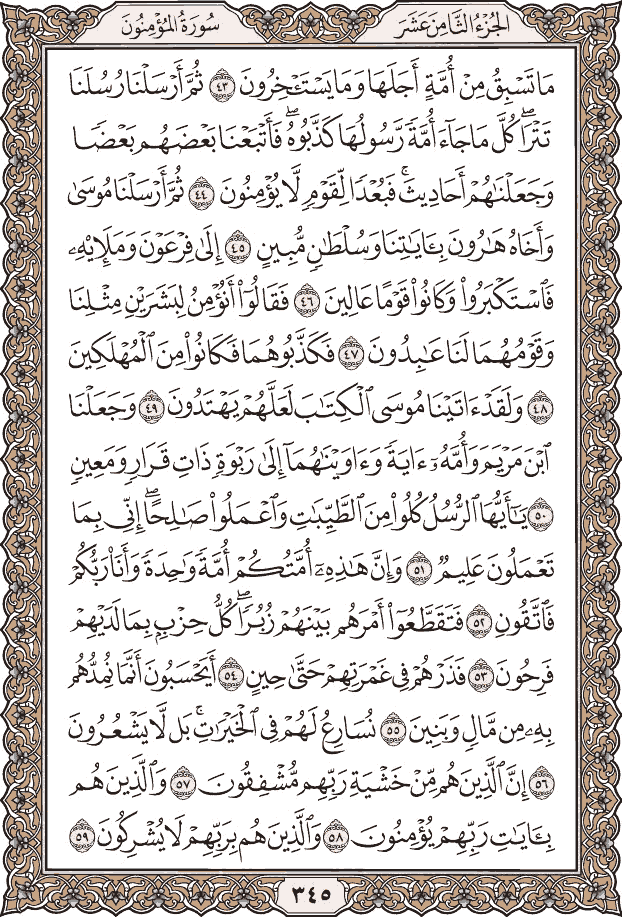 الجُزْءُ الثَّامِنَ عَشَرَ
سُورَةُ المُؤْمِنُونَ
مَا تَسْبِقُ مِنْ أُمَّةٍ أَجَلَهَا وَمَا يَسْتَـْٔخِرُونَ ٤٣ ثُمَّ أَرْسَلْنَا رُسُلَنَا
تَتْرَاۖ كُلَّ مَا جَآءَ أُمَّةً رَّسُولُهَا كَذَّبُوهُۖ فَأَتْبَعْنَا بَعْضَهُم بَعْضًا
وَجَعَلْنَٰهُمْ أَحَادِيثَۚ فَبُعْدًا لِّقَوْمٍ لَّا يُؤْمِنُونَ ٤٤ ثُمَّ أَرْسَلْنَا مُوسَىٰ
وَأَخَاهُ هَٰرُونَ بِـَٔايَٰتِنَا وَسُلْطَٰنٍ مُّبِينٍ ٤٥ إِلَىٰ فِرْعَوْنَ وَمَلَإِي۟هِۦ
فَٱسْتَكْبَرُوا۟ وَكَانُوا۟ قَوْمًا عَالِينَ ٤٦ فَقَالُوٓا۟ أَنُؤْمِنُ لِبَشَرَيْنِ مِثْلِنَا
وَقَوْمُهُمَا لَنَا عَٰبِدُونَ ٤٧ فَكَذَّبُوهُمَا فَكَانُوا۟ مِنَ ٱلْمُهْلَكِينَ
٤٨ وَلَقَدْ ءَاتَيْنَا مُوسَى ٱلْكِتَٰبَ لَعَلَّهُمْ يَهْتَدُونَ ٤٩ وَجَعَلْنَا
ٱبْنَ مَرْيَمَ وَأُمَّهُۥٓ ءَايَةً وَءَاوَيْنَٰهُمَآ إِلَىٰ رَبْوَةٍ ذَاتِ قَرَارٍ وَمَعِينٍ
٥٠ يَٰٓأَيُّهَا ٱلرُّسُلُ كُلُوا۟ مِنَ ٱلطَّيِّبَٰتِ وَٱعْمَلُوا۟ صَٰلِحًاۖ إِنِّي بِمَا
تَعْمَلُونَ عَلِيمٌ ٥١ وَإِنَّ هَٰذِهِۦٓ أُمَّتُكُمْ أُمَّةً وَٰحِدَةً وَأَنَا۠ رَبُّكُمْ
فَٱتَّقُونِ ٥٢ فَتَقَطَّعُوٓا۟ أَمْرَهُم بَيْنَهُمْ زُبُرًاۖ كُلُّ حِزْبٍۭ بِمَا لَدَيْهِمْ
فَرِحُونَ ٥٣ فَذَرْهُمْ فِي غَمْرَتِهِمْ حَتَّىٰ حِينٍ ٥٤ أَيَحْسَبُونَ أَنَّمَا نُمِدُّهُم
بِهِۦ مِن مَّالٍ وَبَنِينَ ٥٥ نُسَارِعُ لَهُمْ فِي ٱلْخَيْرَٰتِۚ بَل لَّا يَشْعُرُونَ
٥٦ إِنَّ ٱلَّذِينَ هُم مِّنْ خَشْيَةِ رَبِّهِم مُّشْفِقُونَ ٥٧ وَٱلَّذِينَ هُم
بِـَٔايَٰتِ رَبِّهِمْ يُؤْمِنُونَ ٥٨ وَٱلَّذِينَ هُم بِرَبِّهِمْ لَا يُشْرِكُونَ ٥٩
٣٤٥